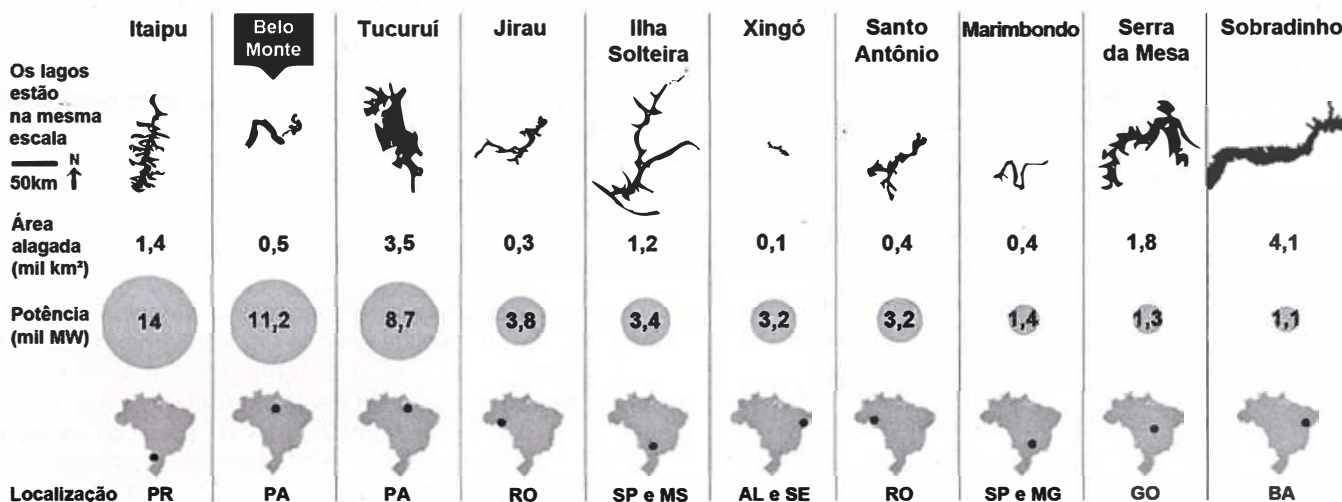 Itaipu
Belo
Monte
Tucuruí
Jirau
Ilha
Solteira
Xingó
Santo
Antônio
Marimbondo
Serra
da Mesa
Sobradinho
Os lagos
estão
na mesma
escala
N
50km
Área
alagada
(mil km²)
1,4 0,5 3,5 0,3 1,2 0,1 0,4 0,4 1,8 4,1
Potência
(mil MW)
14 11,2 8,7 3,8 3,4 3,2 3,2 1,4 1,3 1,1
Localização PR PA PA RO SP e MS AL e SE RO SP e MG GO BA